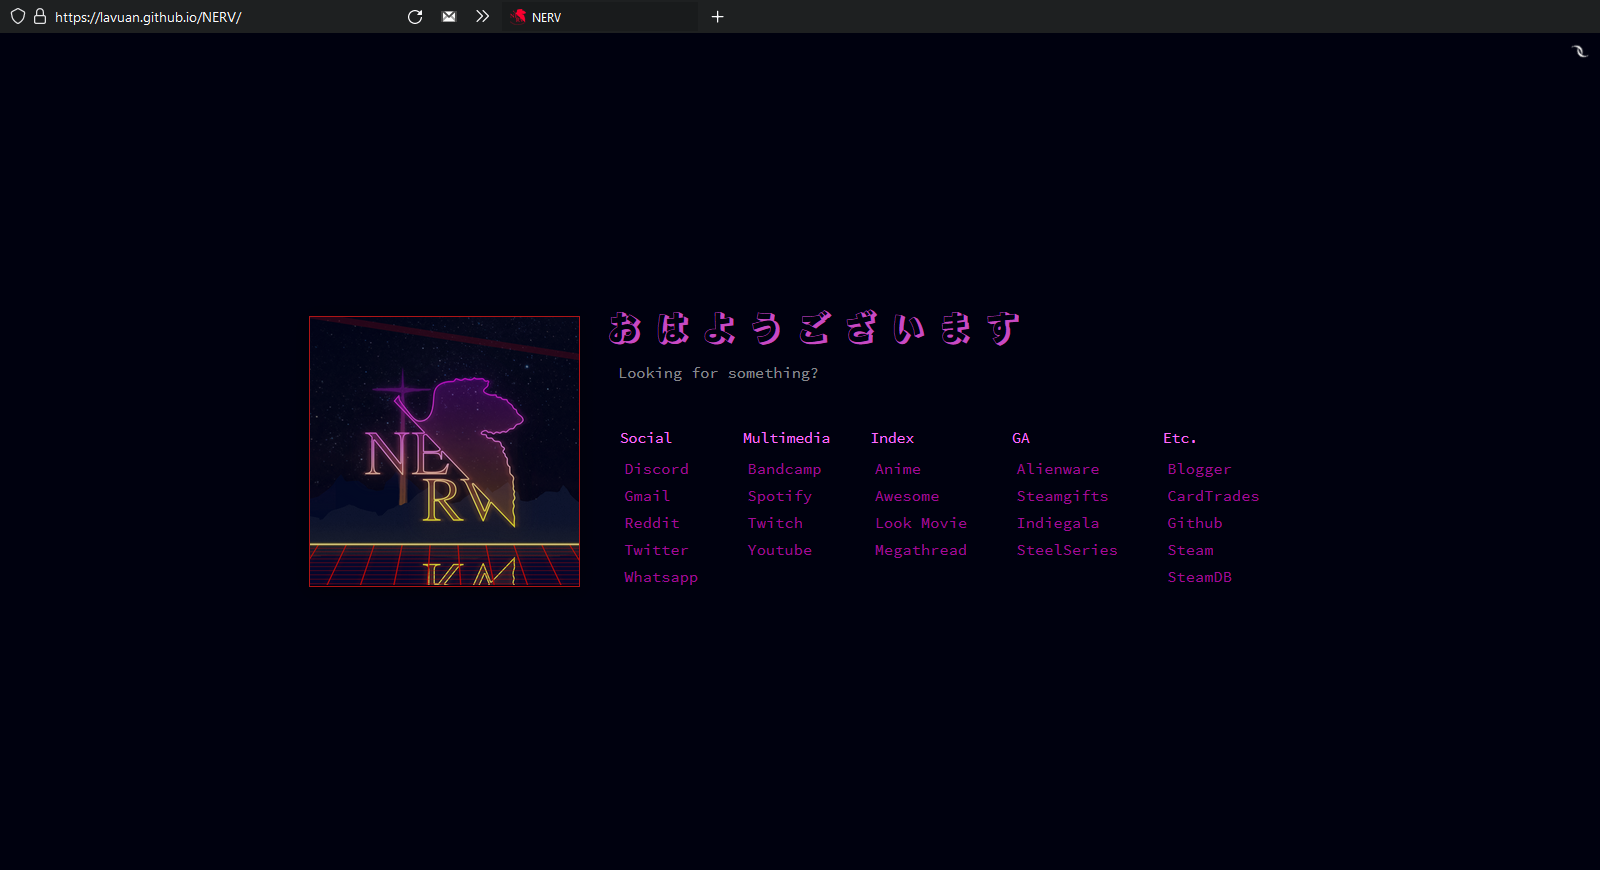 https://lavuan.github.io/NERV/
NERV
おはようございます
Looking for something?
NE
RV
Social Multimedia Index GA Etc.
Discord Bandcamp Anime Alienware Blogger
Gmail Spotify Awesome Steamgifts CardTrades
Reddit Twitch Look Movie Indiegala Github
Twitter Youtube Megathread SteelSeries Steam
Whatsapp SteamDB